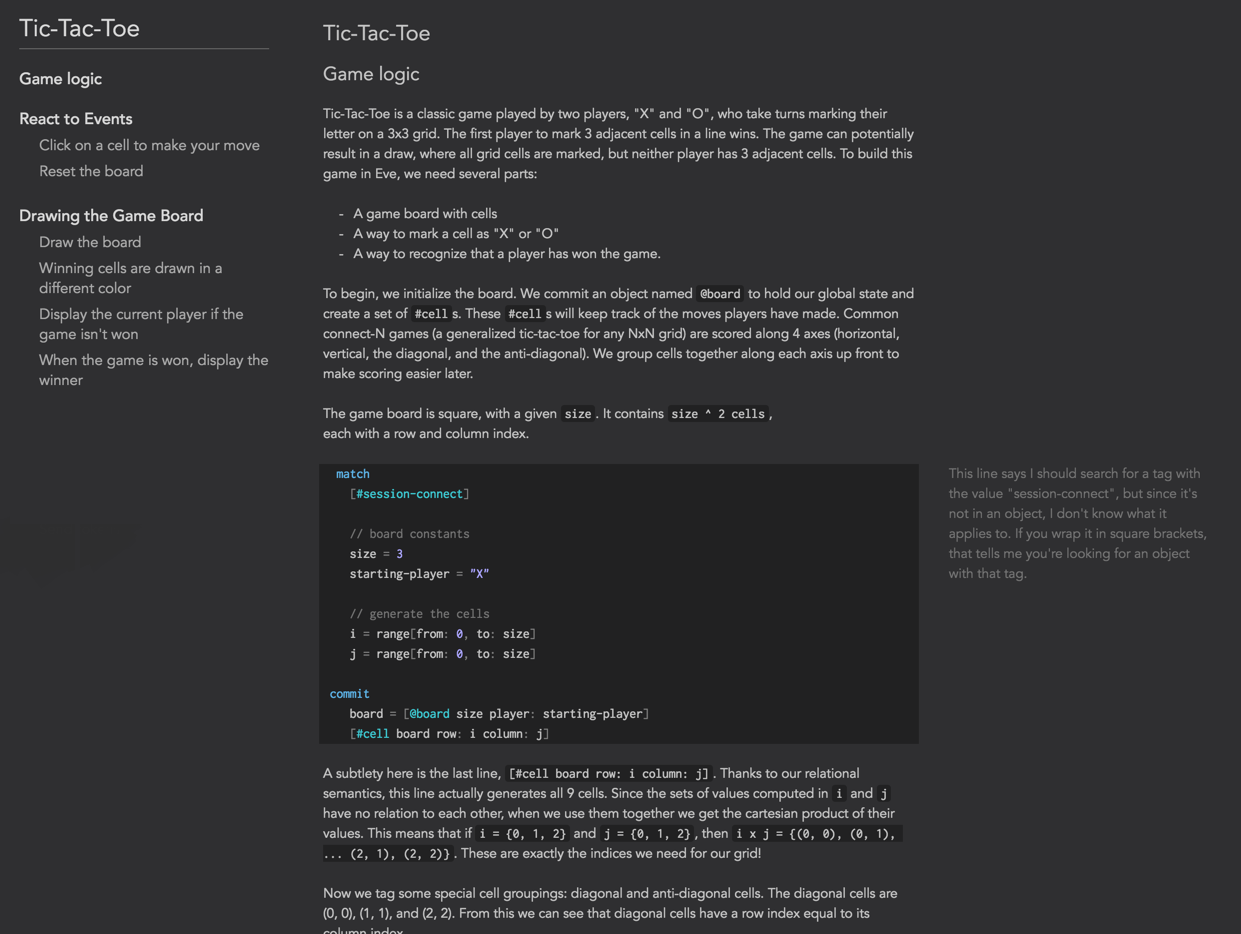 Tic-Tac-Toe
Game logic
React to Events
Click on a cell to make your move
Reset the board
Drawing the Game Board
Draw the board
Winning cells are drawn in a
different color
Display the current player if the
game isn't won
When the game is won, display the
winner
Tic-Tac-Toe
Game logic
Tic-Tac-Toe is a classic game played by two players, "X" and "O", who take turns marking their
letter on a 3x3 grid. The first player to mark 3 adjacent cells in a line wins. The game can potentially
result in a draw, where all grid cells are marked, but neither player has 3 adjacent cells. To build this
game in Eve, we need several parts:
- A game board with cells
- A way to mark a cell as "X" or "O"
- A way to recognize that a player has won the game.
To begin, we initialize the board. We commit an object named @board to hold our global state and
create a set of #cell s. These #cell s will keep track of the moves players have made. Common
connect-N games (a generalized tic-tac-toe for any NxN grid) are scored along 4 axes (horizontal,
vertical, the diagonal, and the anti-diagonal). We group cells together along each axis up front to
make scoring easier later.
The game board is square, with a given size . It contains size ^ 2 cells ,
each with a row and column index.
match
[#session-connect]
// board constants
size = 3
starting-player = "X"
// generate the cells
i = range[from: 0, to: size]
j = range[from: 0, to: size]
commit
board = [@board size player: starting-player]
[#cell board row: i column: j]
This line says I should search for a tag with
the value "session-connect", but since it's
not in an object, I don't know what it
applies to. If you wrap it in square brackets,
that tells me you're looking for an object
with that tag.
A subtlety here is the last line, [#cell board row: i column: j] . Thanks to our relational
semantics, this line actually generates all 9 cells. Since the sets of values computed in i and j
have no relation to each other, when we use them together we get the cartesian product of their
values. This means that if i = {0, 1, 2} and j = {0, 1, 2} , then i x j = {(0, 0), (0, 1),
... (2, 1), (2, 2)} . These are exactly the indices we need for our grid!
Now we tag some special cell groupings: diagonal and anti-diagonal cells. The diagonal cells are
(0, 0), (1, 1), and (2, 2). From this we can see that diagonal cells have a row index equal to its
column index